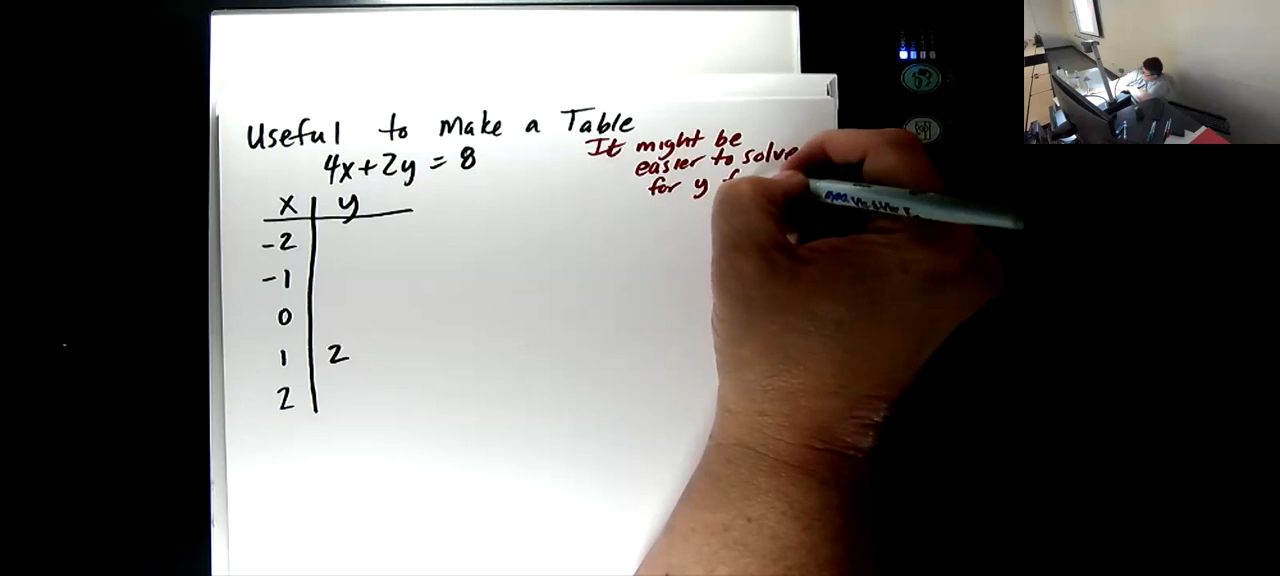 Useful to make a Table
4x+2y = 8
It might be
easier to solve
for y
x y
-2
-1
0
1 2
2
EXPO